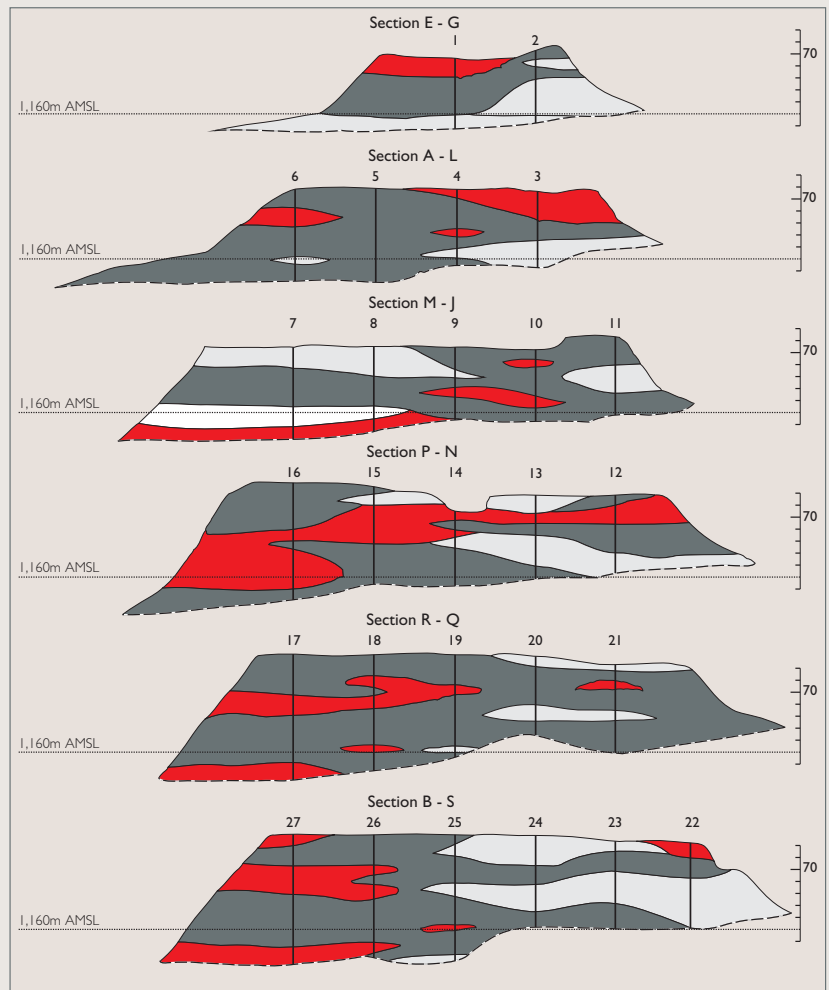 Section E - G
1 2
70
1,160m AMSL
Section A - L
6 5 4 3
70
1,160m AMSL
Section M - J
7 8 9 10 11
70
1,160m AMSL
Section P - N
16 15 14 13 12
70
1,160m AMSL
Section R - Q
17 18 19 20 21
70
1,160m AMSL
Section B - S
27 26 25 24 23 22
70
1,160m AMSL